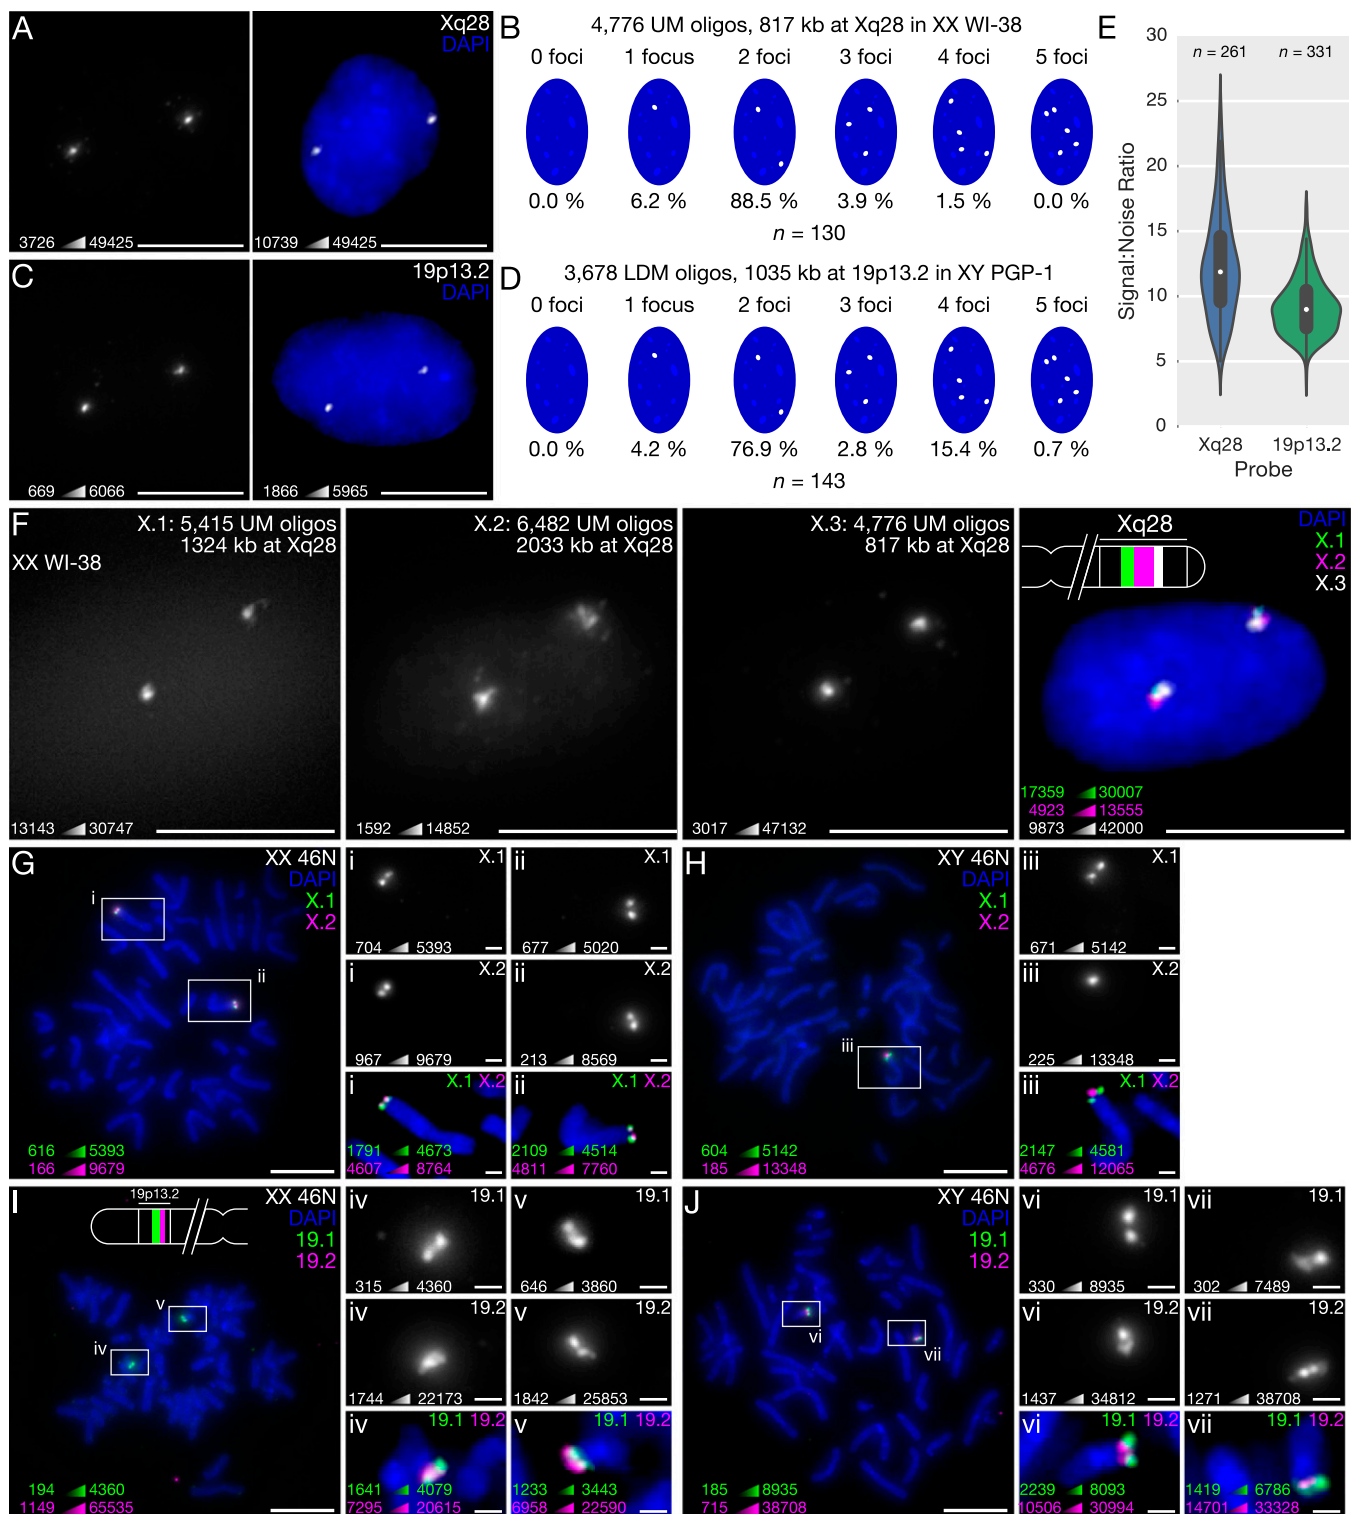 A
Xq28
DAPI
3726 49425
10739 49425
B
4,776 UM oligos, 817 kb at Xq28 in XX WI-38
0 foci 1 focus 2 foci 3 foci 4 foci 5 foci
0.0 % 6.2 % 88.5 % 3.9 % 1.5 % 0.0 %
n = 130
C
19p13.2
DAPI
669 6066
1866 5965
D
3,678 LDM oligos, 1035 kb at 19p13.2 in XY PGP-1
0 foci 1 focus 2 foci 3 foci 4 foci 5 foci
0.0 % 4.2 % 76.9 % 2.8 % 15.4 % 0.7 %
n = 143
E
30
25
20
15
10
5
0
Signal:Noise Ratio
n = 261 n = 331
Xq28 19p13.2
Probe
F
X.1: 5,415 UM oligos
1324 kb at Xq28
XX WI-38
13143 30747
X.2: 6,482 UM oligos
2033 kb at Xq28
1592 14852
X.3: 4,776 UM oligos
817 kb at Xq28
3017 47132
Xq28
DAPI
X.1
X.2
X.3
17359 30007
4923 13555
9873 42000
G
XX 46N
DAPI
X.1
X.2
i
ii
616 5393
166 9679
i X.1
704 5393
ii X.1
677 5020
i X.2
967 9679
ii X.2
213 8569
i X.1 X.2
1791 4673
4607 8764
ii X.1 X.2
2109 4514
4811 7760
H
XY 46N
DAPI
X.1
X.2
iii
604 5142
185 13348
iii X.1
671 5142
iii X.2
225 13348
iii X.1 X.2
2147 4581
4676 12065
I
19p13.2
XX 46N
DAPI
19.1
19.2
v
iv
194 4360
1149 65535
iv 19.1
315 4360
v 19.1
646 3860
iv 19.2
1744 22173
v 19.2
1842 25853
iv 19.1 19.2
1641 4079
7295 20615
v 19.1 19.2
1233 3443
6958 22590
J
XY 46N
DAPI
19.1
19.2
vi
vii
185 8935
715 38708
vi 19.1
330 8935
vii 19.1
302 7489
vi 19.2
1437 34812
vii 19.2
1271 38708
vi 19.1 19.2
2239 8093
10506 30994
vii 19.1 19.2
1419 6786
14701 33328